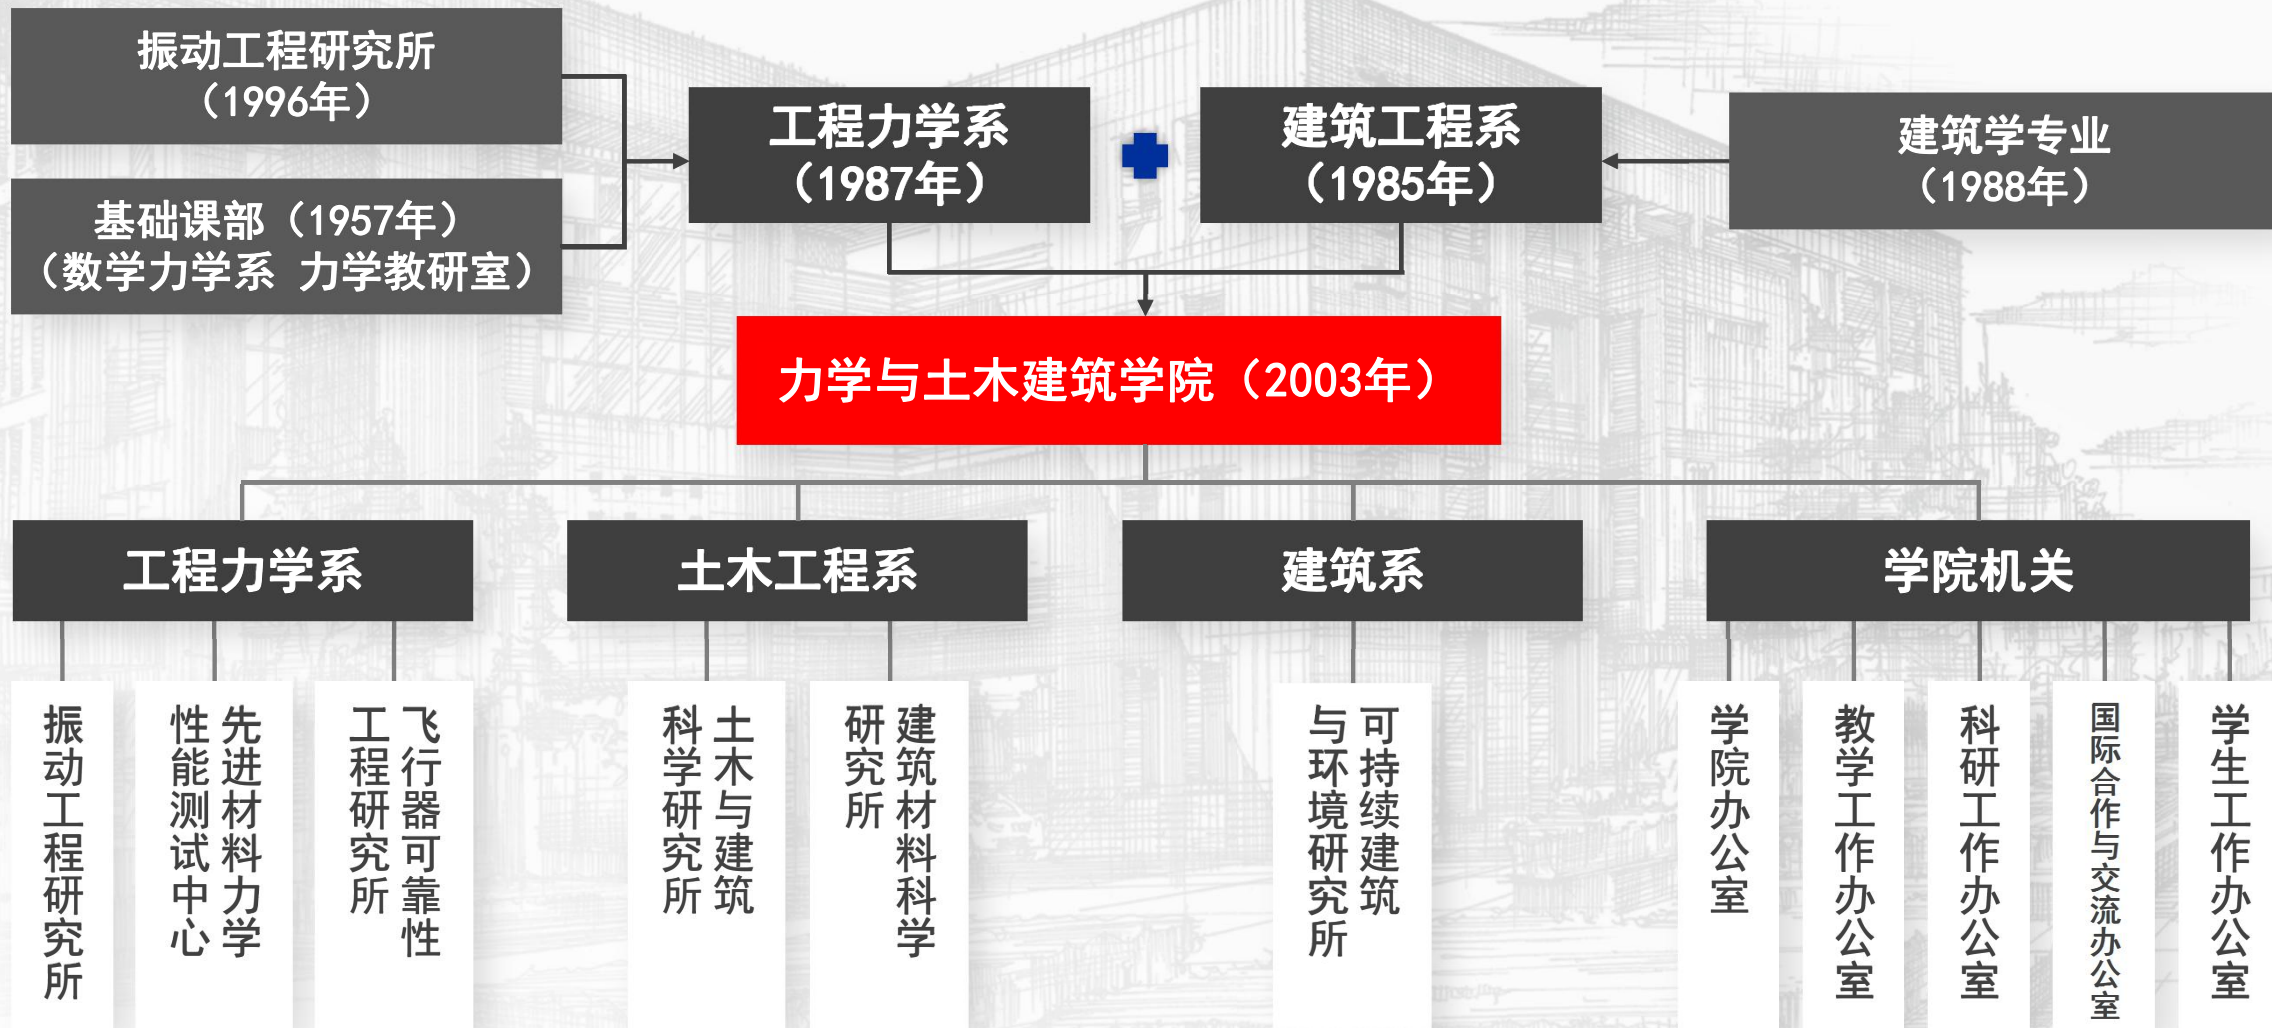 振动工程研究所
（1996年）
基础课部（1957年）
（数学力学系 力学教研室）
工程力学系
（1987年）
建筑工程系
（1985年）
建筑学专业
（1988年）
力学与土木建筑学院（2003年）
工程力学系
土木工程系
建筑系
学院机关
振动工程研究所
先进材料力学
性能测试中心
飞行器可靠性
工程研究所
土木与建筑
科学研究所
建筑材料科学
研究所
可持续建筑
与环境研究所
学院办公室
教学工作办公室
科研工作办公室
国际合作与交流办公室
学生工作办公室